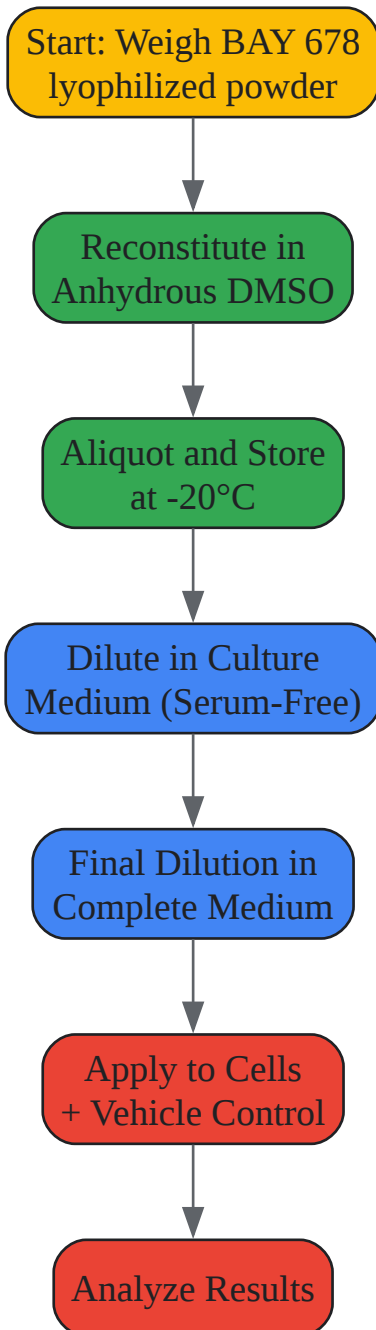 Start: Weigh BAY 678
lyophilized powder
Reconstitute in
Anhydrous DMSO
Aliquot and Store
at -20°C
Dilute in Culture
Medium (Serum-Free)
Final Dilution in
Complete Medium
Apply to Cells
+ Vehicle Control
Analyze Results